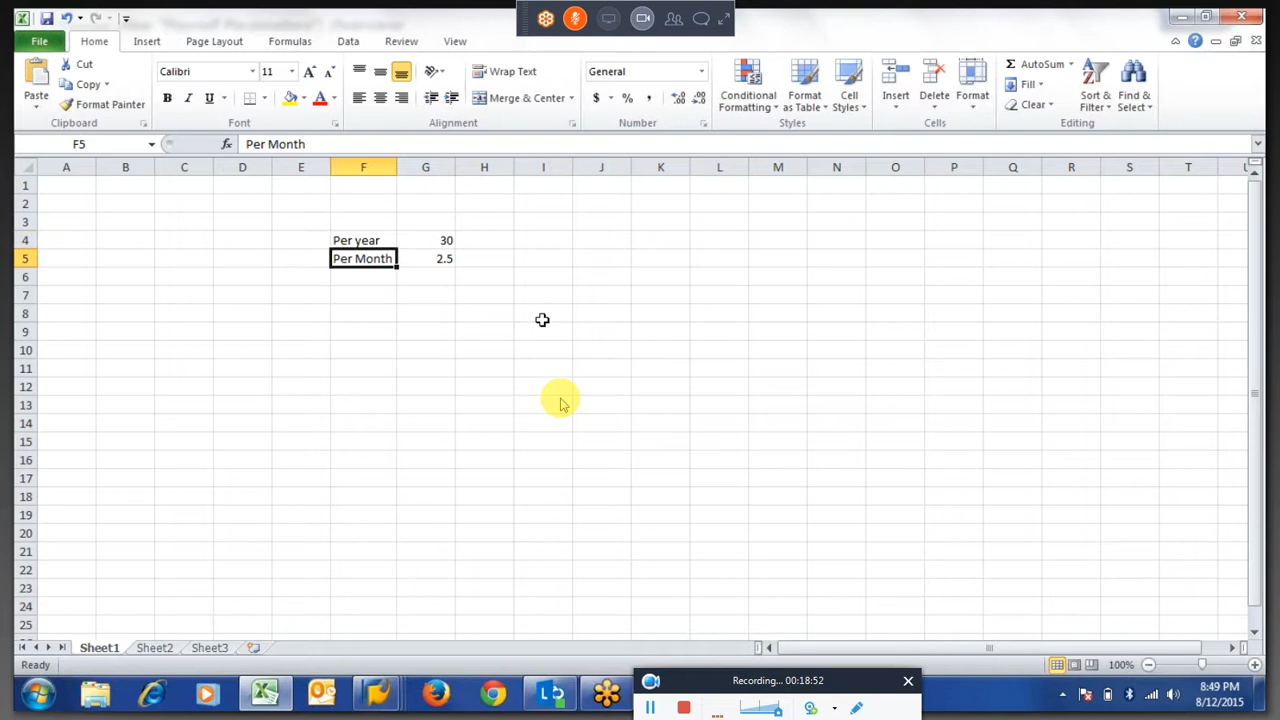 File Home Insert Page Layout Formulas Data Review View
Cut
Copy
Format Painter
Paste
Clipboard
Calibri 11
B I U
Font
Wrap Text
Merge & Center
Alignment
General
$ % ,
Number
Conditional Formatting
Format as Table
Cell Styles
Styles
Insert Delete Format
Cells
AutoSum
Fill
Clear
Sort & Filter
Find & Select
Editing
F5 fx Per Month
A B C D E F G H I J K L M N O P Q R S T U
1
2
3
4 Per year 30
5 Per Month 2.5
6
7
8
9
10
11
12
13
14
15
16
17
18
19
20
21
22
23
24
25
Sheet1 Sheet2 Sheet3
Ready 100%
Recording... 00:18:52
8:49 PM
8/12/2015